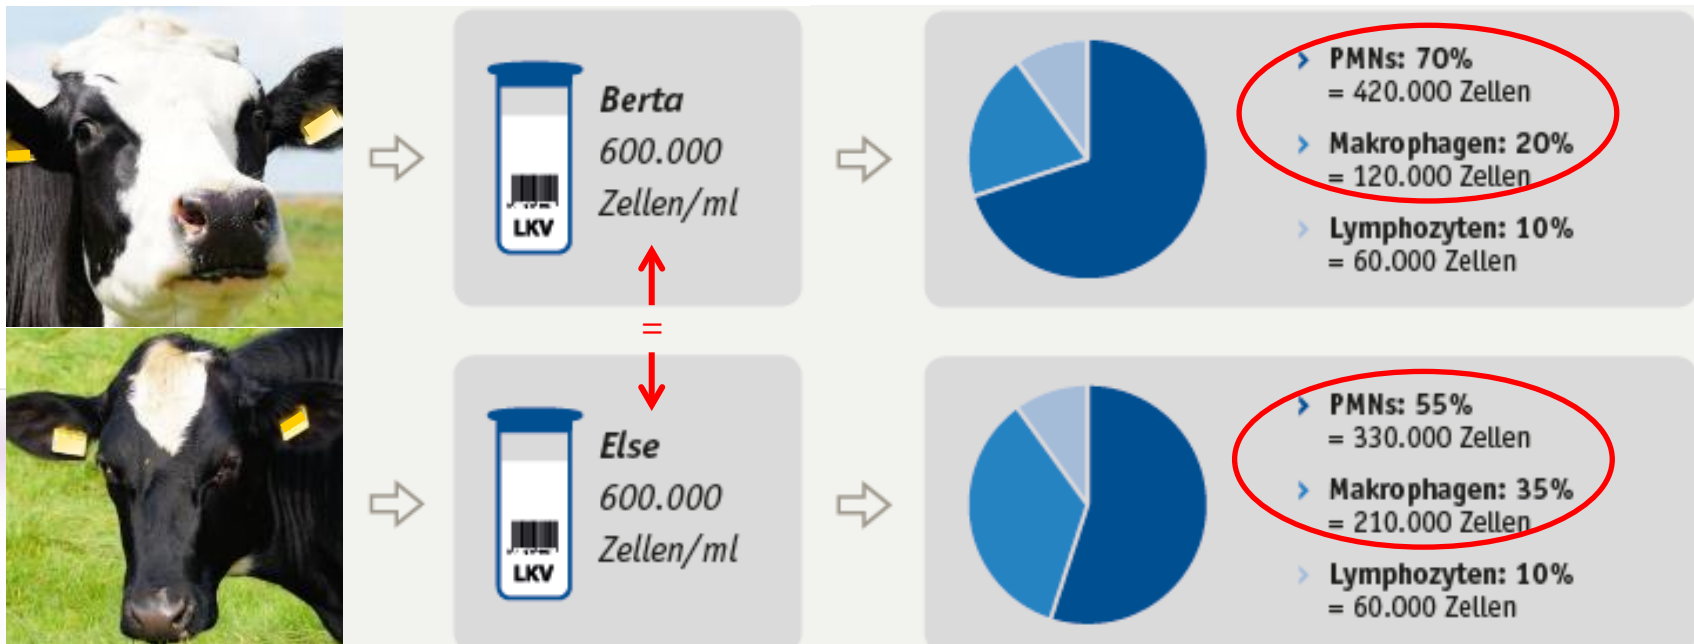 Berta
600.000
Zellen/ml
LKV
PMNs: 70%
= 420.000 Zellen
Makrophagen: 20%
= 120.000 Zellen
Lymphozyten: 10%
= 60.000 Zellen
=
Else
600.000
Zellen/ml
LKV
PMNs: 55%
= 330.000 Zellen
Makrophagen: 35%
= 210.000 Zellen
Lymphozyten: 10%
= 60.000 Zellen